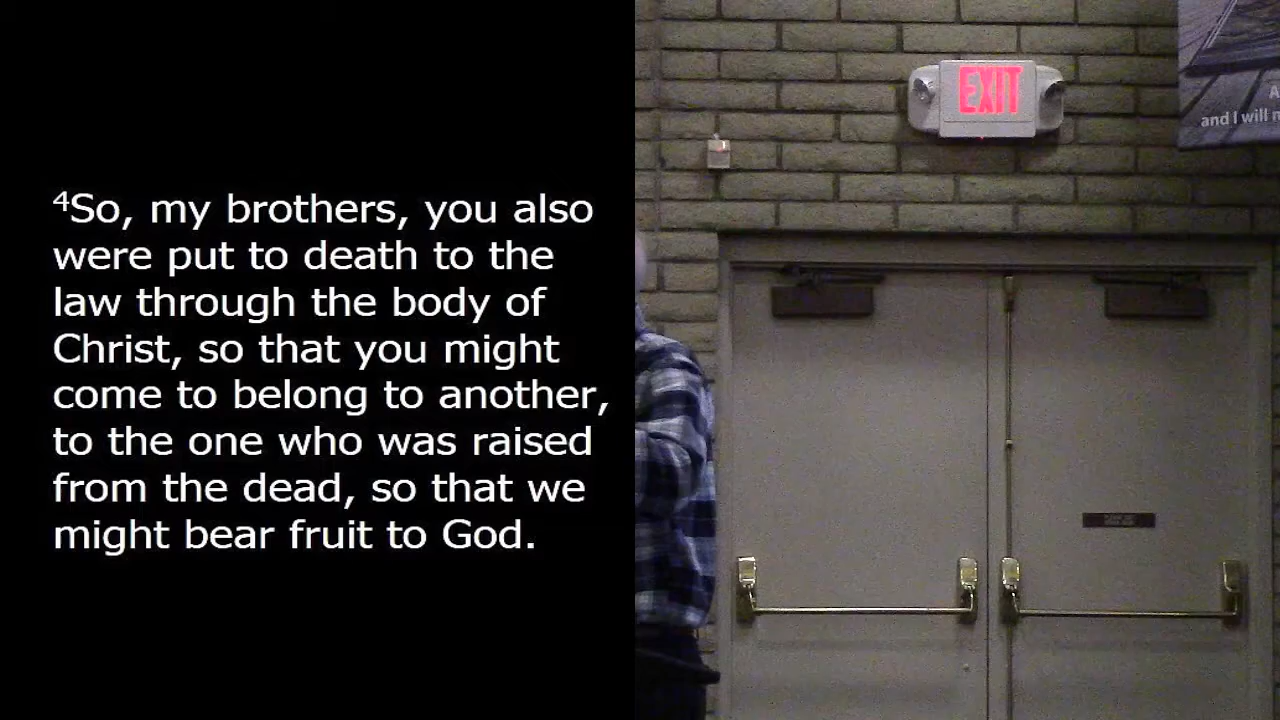 ⁴So, my brothers, you also
were put to death to the
law through the body of
Christ, so that you might
come to belong to another,
to the one who was raised
from the dead, so that we
might bear fruit to God.
EXIT
and I will